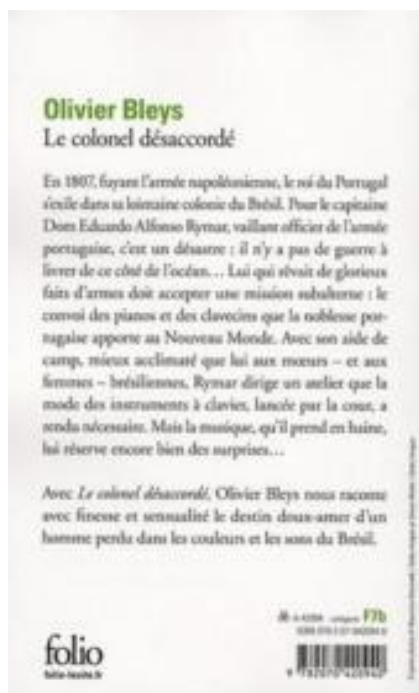 Olivier Bleys
Le colonel désaccordé
En 1807, fuyant l'armée napoléonienne, le roi du Portugal
s'exile dans sa lointaine colonie du Brésil. Pour le capitaine
Dom Eduardo Alfonso Rymar, vaillant officier de l'armée
portugaise, c'est un désastre : il n'y a pas de guerre à
livrer de ce côté de l'océan… Lui qui rêvait de glorieux
faits d'armes doit accepter une mission subalterne : le
convoi des pianos et des clavecins que la noblesse por-
tugaise apporte au Nouveau Monde. Avec son aide de
camp, mieux acclimaté que lui aux mœurs – et aux
femmes – brésiliennes, Rymar dirige un atelier que la
mode des instruments à clavier, lancée par la cour, a
rendu nécessaire. Mais la musique, qu'il prend en haine,
lui réserve encore bien des surprises…
Avec Le colonel désaccordé, Olivier Bleys nous raconte
avec finesse et sensualité le destin doux-amer d'un
homme perdu dans les couleurs et les sons du Brésil.
F7b
folio
folio-lesite.fr
9 782070 420940